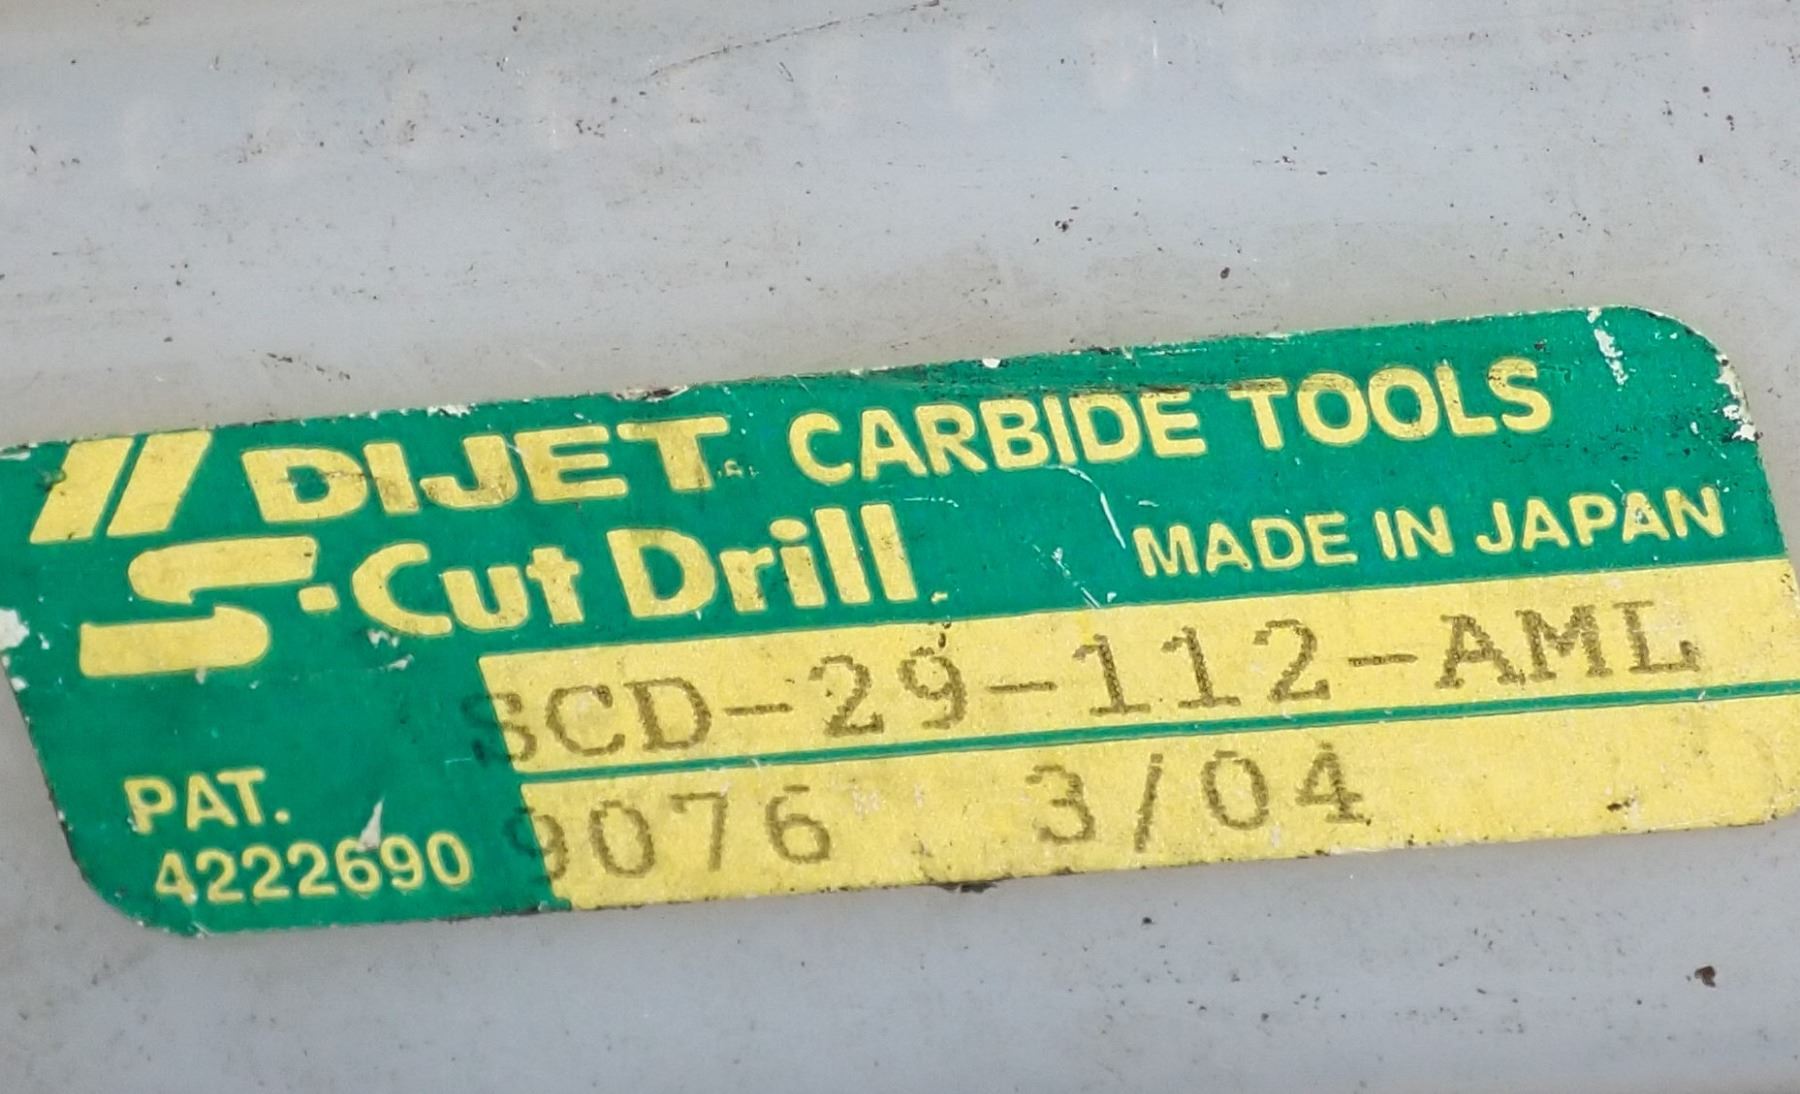 DIJET CARBIDE TOOLS
S-Cut Drill MADE IN JAPAN
SCD-29-112-AML
PAT.
4222690
9076 3/04